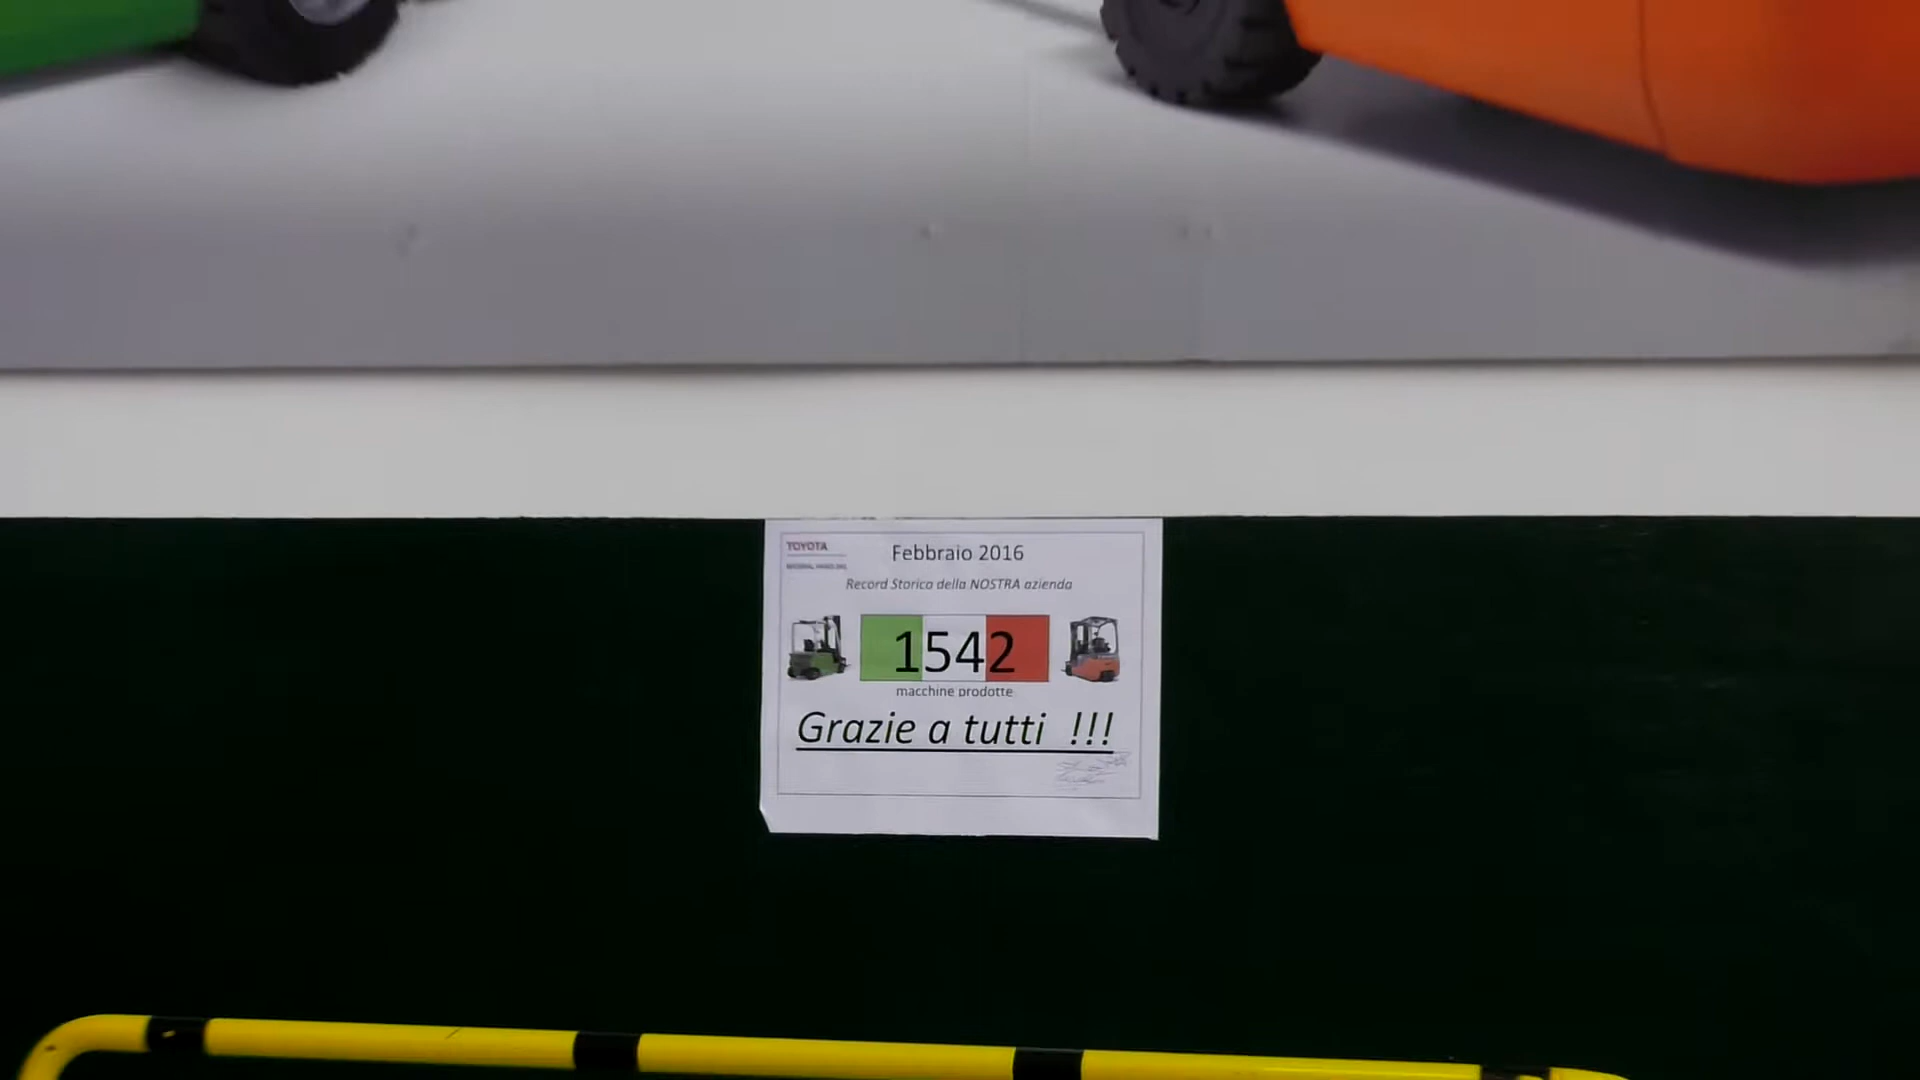 TOYOTA
Febbraio 2016
Record Storico della NOSTRA azienda
1542
macchine prodotte
Grazie a tutti !!!